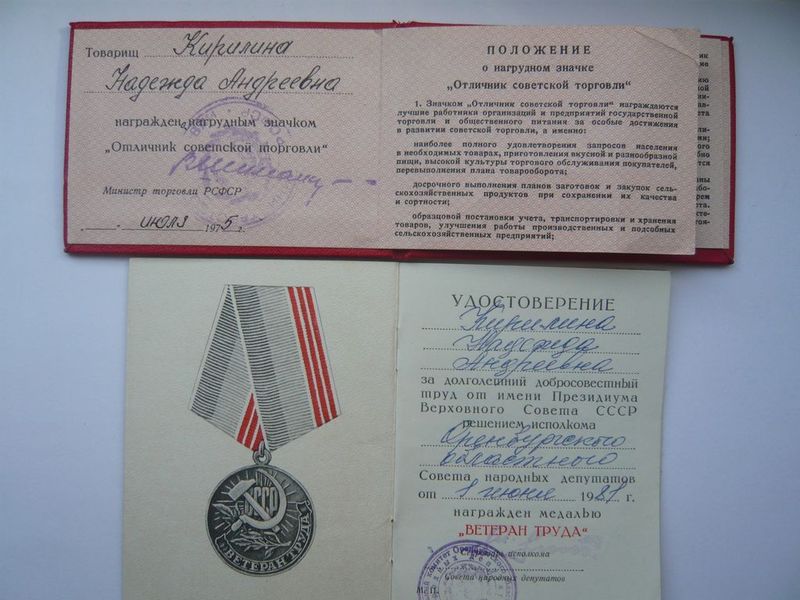 Товарищ Кирилина
Надежда Андреевна
награжден нагрудным значком
„Отличник советской торговли“
Министр торговли РСФСР
июля 1975 г.
ПОЛОЖЕНИЕ
о нагрудном значке
„Отличник советской торговли“
1. Значком „Отличник советской торговли“ награждаются
лучшие работники организаций и предприятий государственной
торговли и общественного питания за особые достижения
в развитии советской торговли, а именно:
наиболее полного удовлетворения запросов населения
в необходимых товарах, приготовления вкусной и разнообразной
пищи, высокой культуры торгового обслуживания покупателей,
перевыполнения плана товарооборота;
досрочного выполнения планов заготовок и закупок сель-
скохозяйственных продуктов при сохранении их качества
и сортности;
образцовой постановки учета, транспортировки и хранения
товаров, улучшения работы производственных и подсобных
сельскохозяйственных предприятий;
СССР
ВЕТЕРАН ТРУДА
УДОСТОВЕРЕНИЕ
Кирилина
Надежда
Андреевна
за долголетний добросовестный
труд от имени Президиума
Верховного Совета СССР
решением исполкома
Оренбургского
областного
Совета народных депутатов
от 1 июня 1981 г.
награжден медалью
„ВЕТЕРАН ТРУДА“
Секретарь исполкома
Совета народных депутатов
М.П.